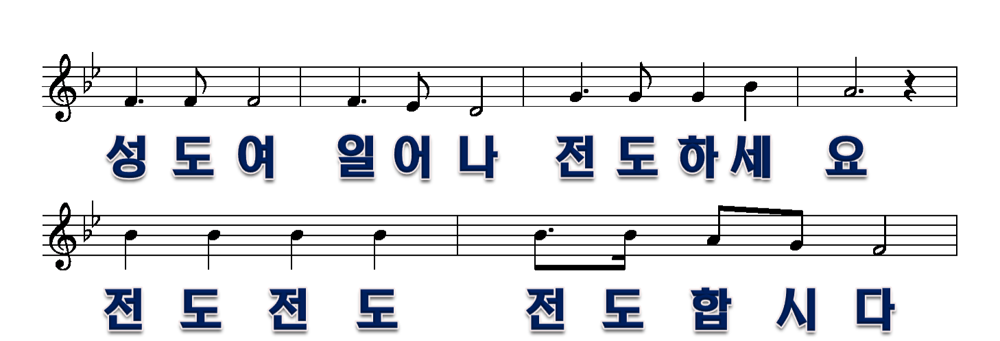 성 도 여 일 어 나 전 도 하 세 요
전 도 전 도 전 도 합 시 다